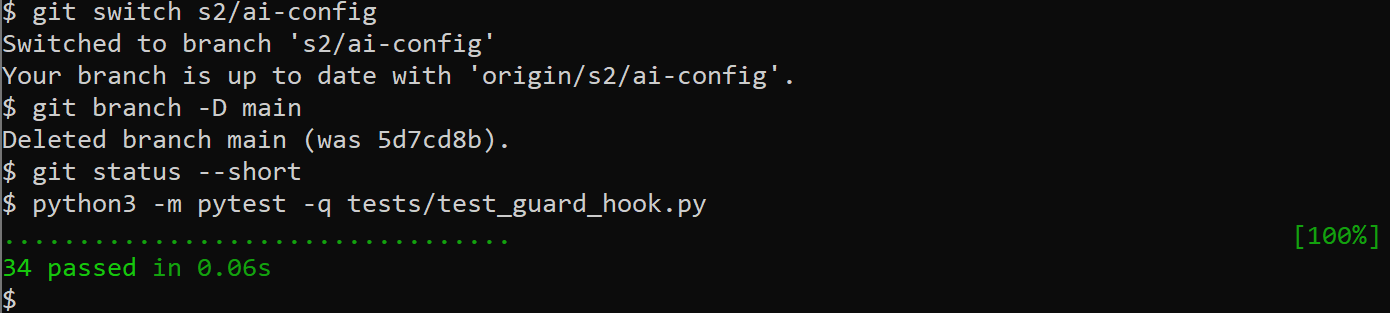 $ git switch s2/ai-config
Switched to branch 's2/ai-config'
Your branch is up to date with 'origin/s2/ai-config'.
$ git branch -D main
Deleted branch main (was 5d7cd8b).
$ git status --short
$ python3 -m pytest -q tests/test_guard_hook.py
.................................. [100%]
34 passed in 0.06s
$